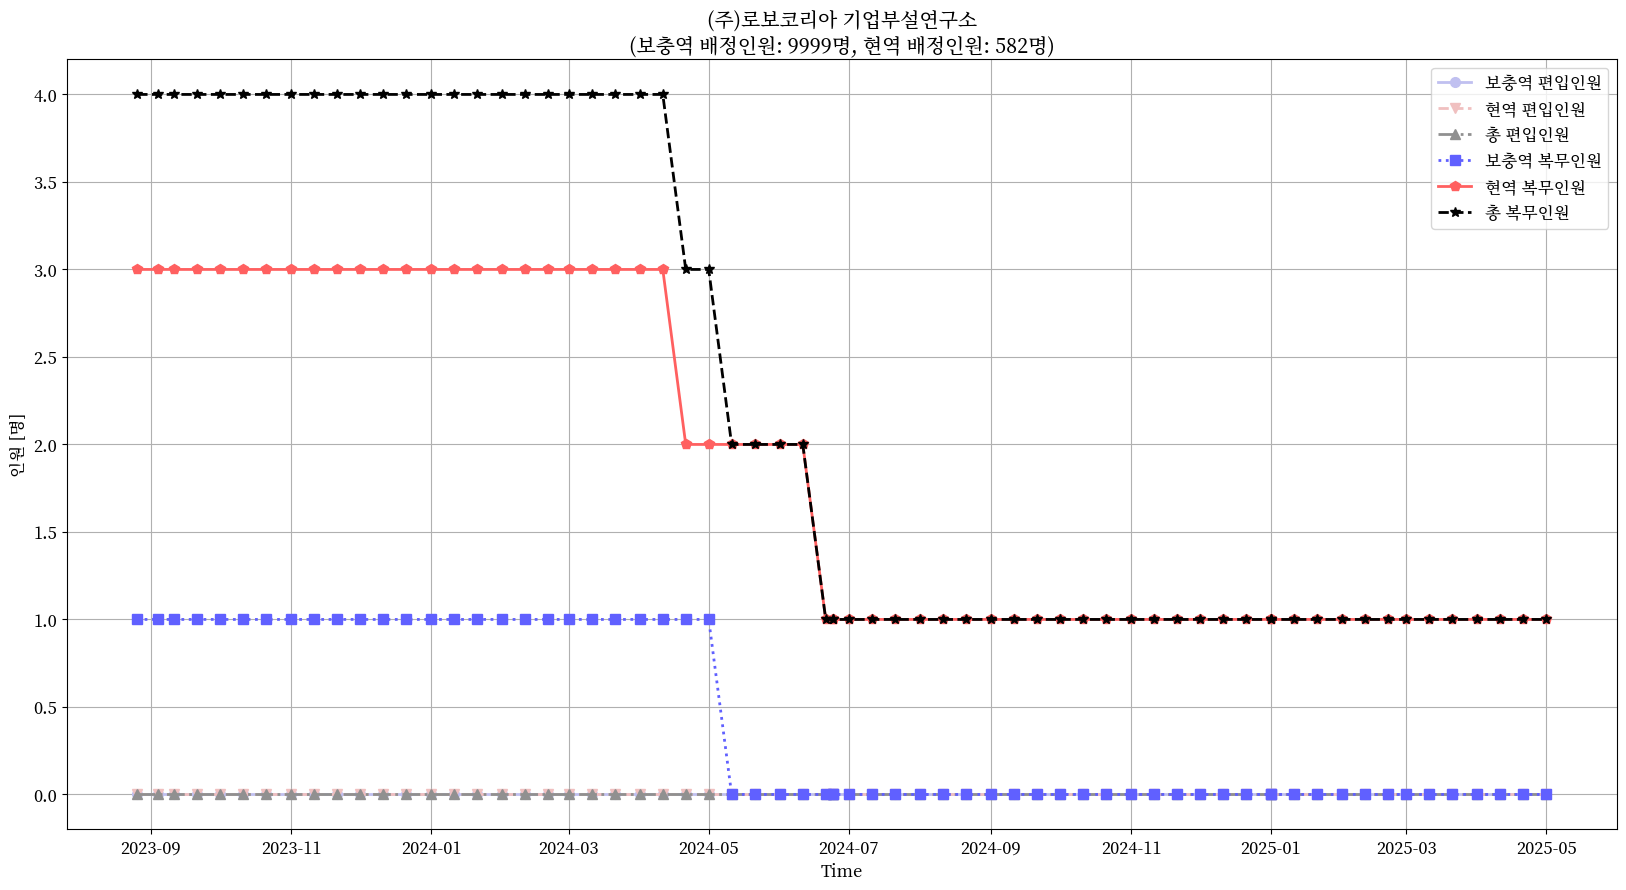 (주)로보코리아 기업부설연구소
(보충역 배정인원: 9999명, 현역 배정인원: 582명)
보충역 편입인원
현역 편입인원
총 편입인원
보충역 복무인원
현역 복무인원
총 복무인원
4.0
3.5
3.0
2.5
2.0
1.5
1.0
0.5
0.0
인원 [명]
2023-09 2023-11 2024-01 2024-03 2024-05 2024-07 2024-09 2024-11 2025-01 2025-03 2025-05
Time